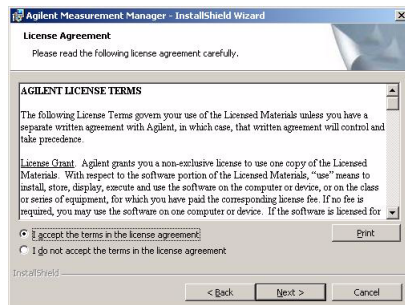 Agilent Measurement Manager - InstallShield Wizard
License Agreement
Please read the following license agreement carefully.
AGILENT LICENSE TERMS
The following License Terms govern your use of the Licensed Materials unless you have a
separate written agreement with Agilent, in which case, that written agreement will control and
take precedence.
License Grant.  Agilent grants you a non-exclusive license to use one copy of the Licensed
Materials.  With respect to the software portion of the Licensed Materials, “use” means to
install, store, display, execute and use the software on the computer or device, or on the class
or series of equipment, for which you have paid the corresponding license fee. If no fee is
required, you may use the software on one computer or device.  If the software is licensed for
I accept the terms in the license agreement
Print
I do not accept the terms in the license agreement
InstallShield
< Back
Next >
Cancel